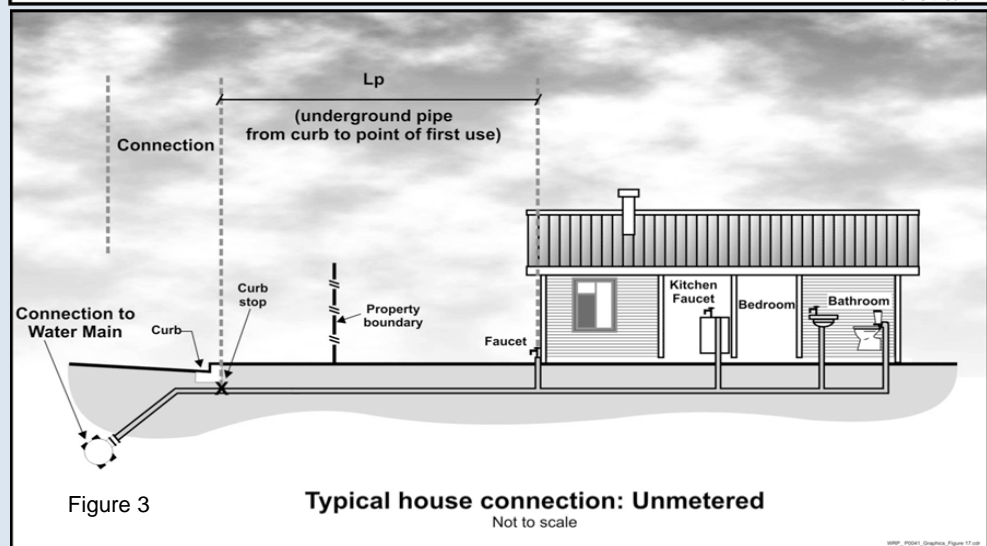 Lp
(underground pipe
from curb to point of first use)
Connection
Kitchen
Faucet
Bedroom
Bathroom
Curb
stop
Property
boundary
Connection to
Water Main
Curb
Faucet
Figure 3
Typical house connection: Unmetered
Not to scale
WRP_P0041_Graphics_Figure 17.cdr